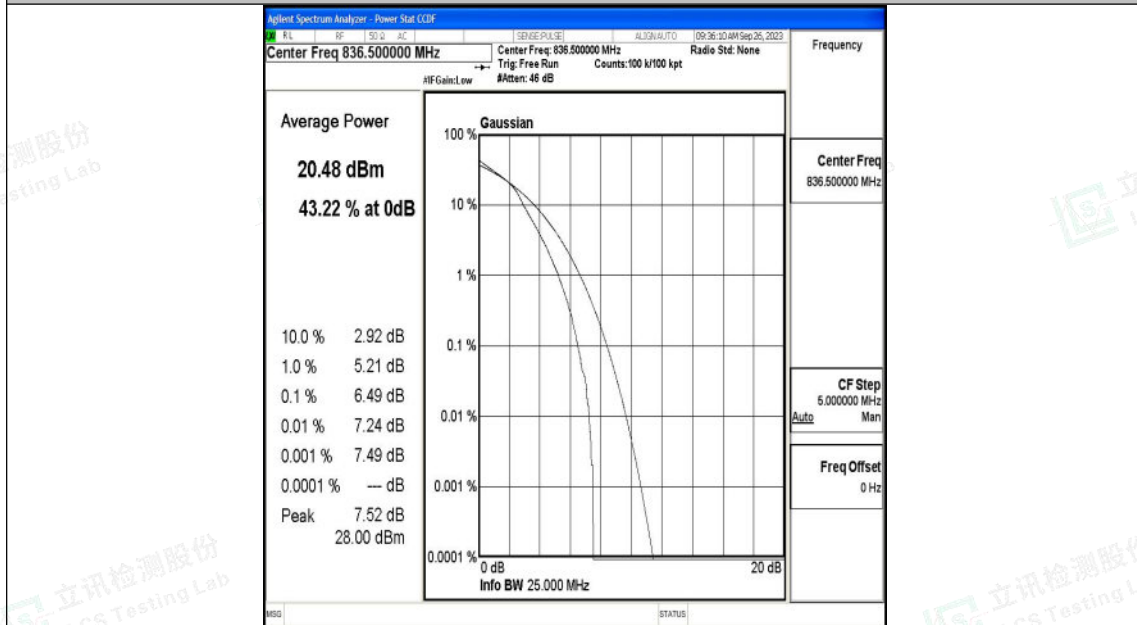 Agilent Spectrum Analyzer - Power Stat CCDF
RL RF 50 Ω AC SENSE:PULSE ALIGNAUTO 09:36:10 AM Sep 26, 2023
Center Freq 836.500000 MHz
Center Freq: 836.500000 MHz Radio Std: None
Trig: Free Run Counts:100 k/100 kpt
#IFGain:Low #Atten: 46 dB
Frequency
Average Power
20.48 dBm
43.22 % at 0dB
10.0 % 2.92 dB
1.0 % 5.21 dB
0.1 % 6.49 dB
0.01 % 7.24 dB
0.001 % 7.49 dB
0.0001 % --- dB
Peak 7.52 dB
28.00 dBm
Gaussian
100 %
10 %
1 %
0.1 %
0.01 %
0.001 %
0.0001 %
0 dB 20 dB
Info BW 25.000 MHz
Center Freq
836.500000 MHz
CF Step
5.000000 MHz
Auto Man
Freq Offset
0 Hz
MSG STATUS
立讯检测股份
LCS Testing Lab